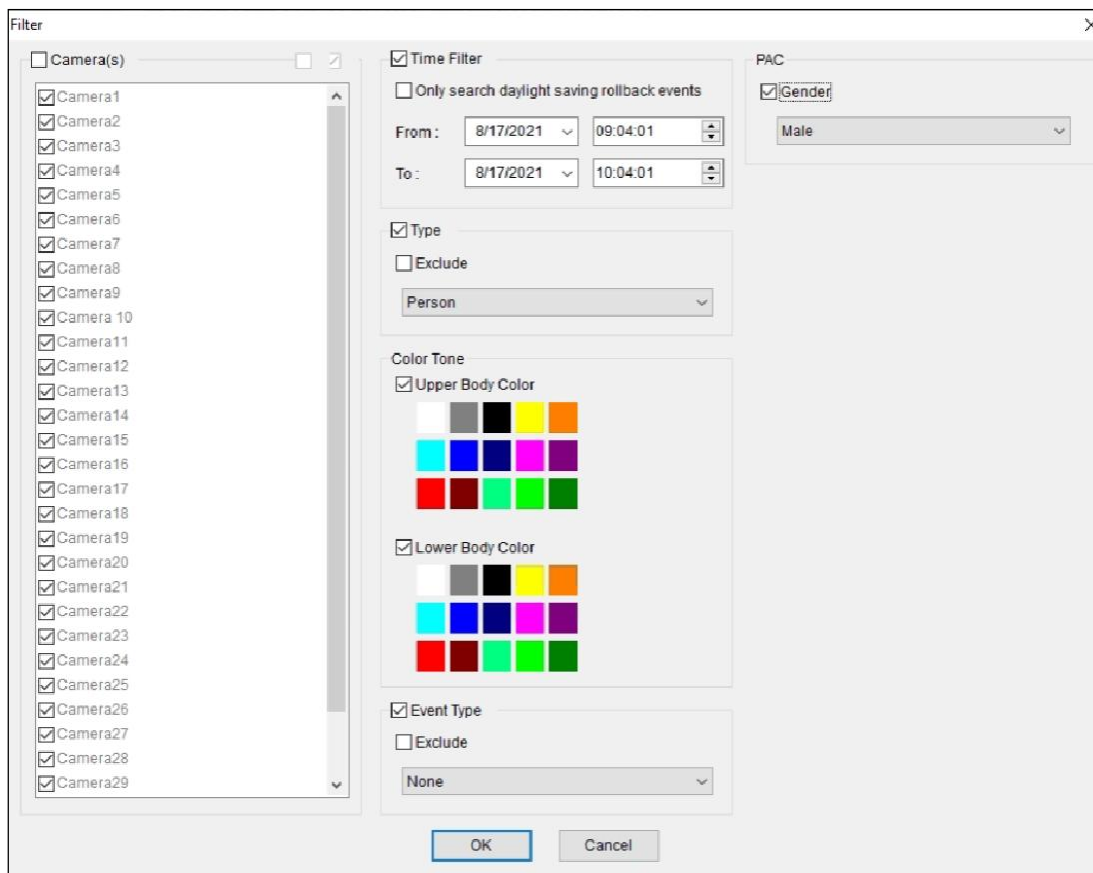 Filter
Camera(s)
Camera1
Camera2
Camera3
Camera4
Camera5
Camera6
Camera7
Camera8
Camera9
Camera 10
Camera11
Camera12
Camera13
Camera14
Camera15
Camera16
Camera17
Camera18
Camera19
Camera20
Camera21
Camera22
Camera23
Camera24
Camera25
Camera26
Camera27
Camera28
Camera29
Time Filter
Only search daylight saving rollback events
From : 8/17/2021 09:04:01
To : 8/17/2021 10:04:01
Type
Exclude
Person
Color Tone
Upper Body Color
Lower Body Color
Event Type
Exclude
None
PAC
Gender
Male
OK Cancel